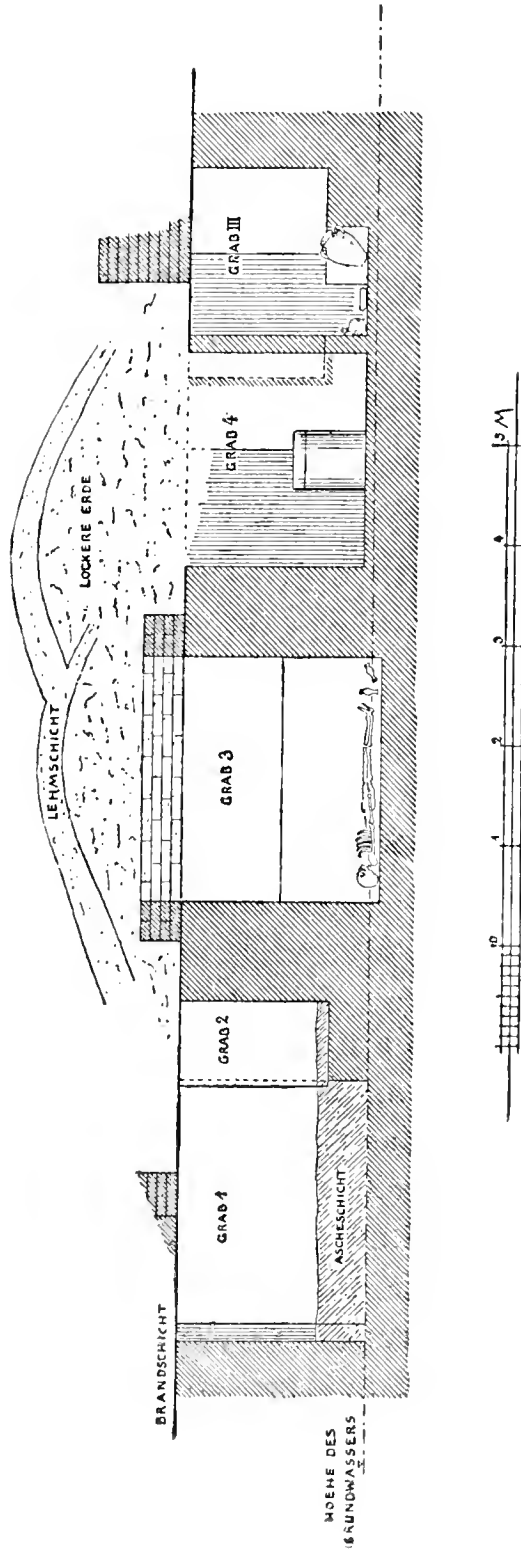 BRANDSCHICHT
HOEHE DES
GRUNDWASSERS
GRAB 1
ASCHESCHICHT
GRAB 2
LEHMSCHICHT
GRAB 3
LOCKERE ERDE
GRAB 4
GRAB III
10
1
2
3
4
5 M